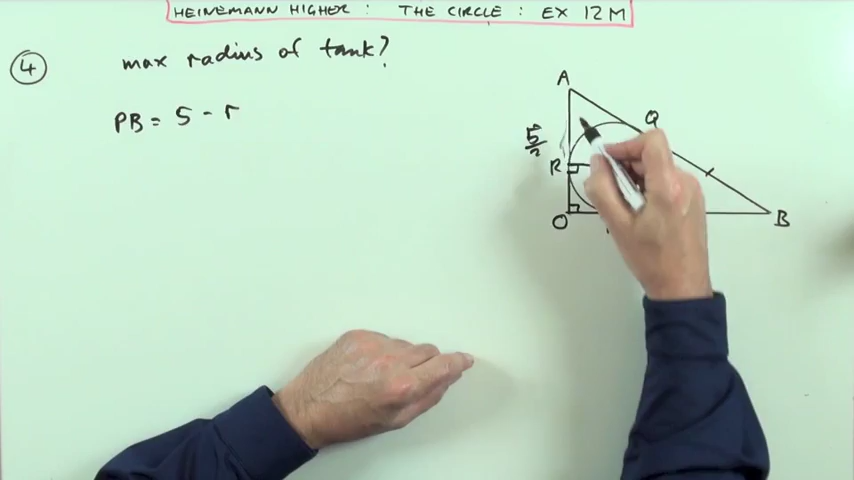 HEINEMANN HIGHER : THE CIRCLE : EX 12M
4 max radius of tank?
PB = 5 - r
A
Q
5/2
R
O
B